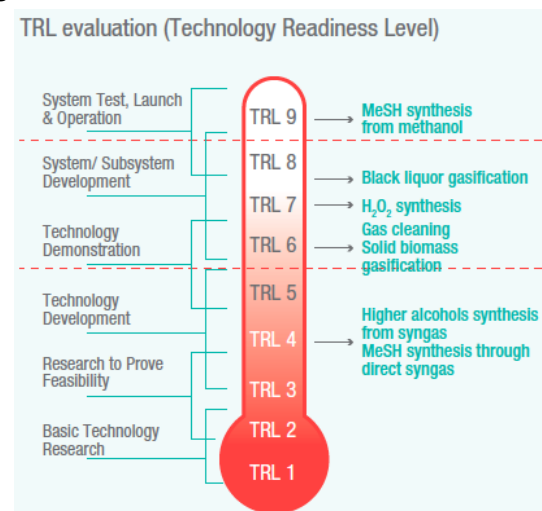 TRL evaluation (Technology Readiness Level)
System Test, Launch
& Operation
System/ Subsystem
Development
Technology
Demonstration
Technology
Development
Research to Prove
Feasibility
Basic Technology
Research
TRL 9
TRL 8
TRL 7
TRL 6
TRL 5
TRL 4
TRL 3
TRL 2
TRL 1
MeSH synthesis
from methanol
Black liquor gasification
H₂O₂ synthesis
Gas cleaning
Solid biomass
gasification
Higher alcohols synthesis
from syngas
MeSH synthesis through
direct syngas